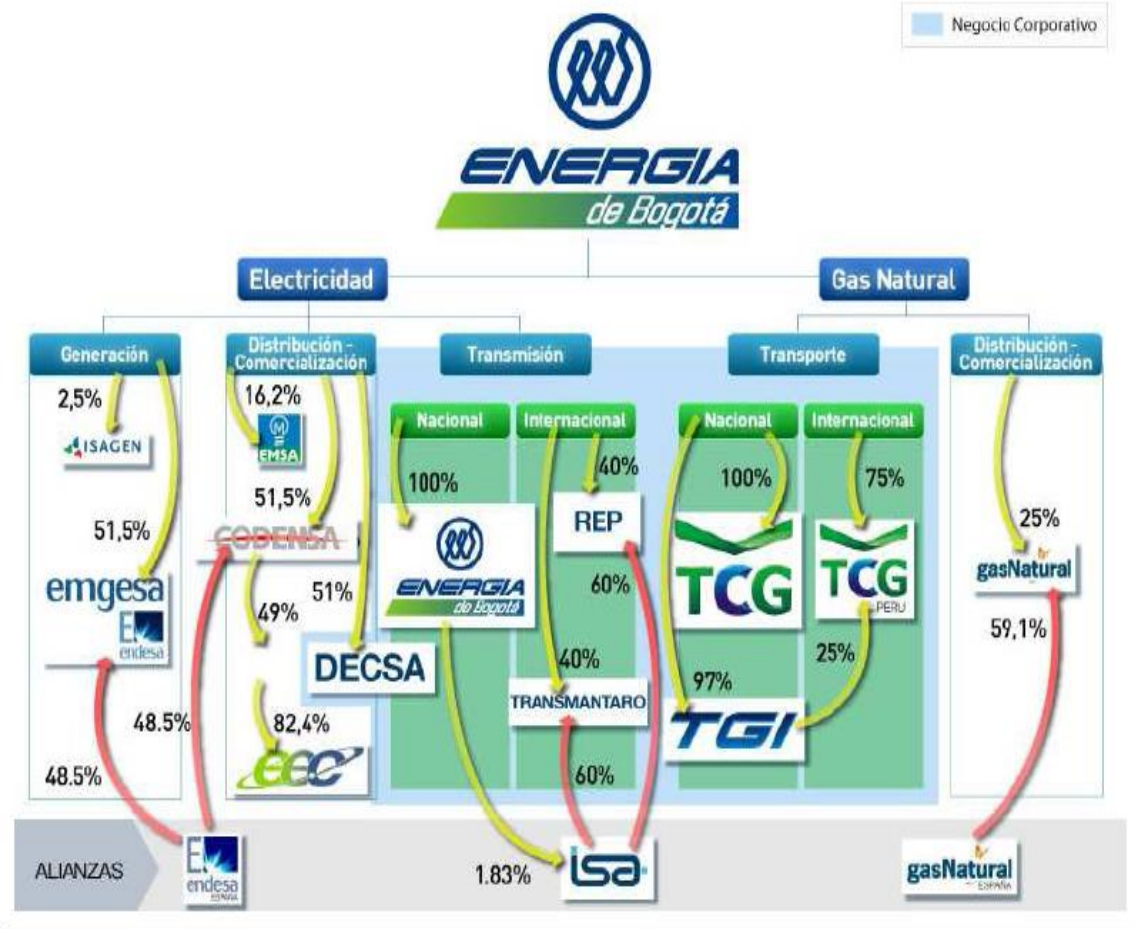 Negocio Corporativo
ENERGIA
de Bogotá
Electricidad
Gas Natural
Generación
Distribución -
Comercialización
Transmisión
Transporte
Distribución -
Comercialización
2,5%
ISAGEN
51,5%
emgesa
endesa
48.5%
16,2%
EMSA
51,5%
CODENSA
49%
51%
DECSA
82,4%
eec
48.5%
Nacional
100%
ENERGIA
de Bogotá
Internacional
40%
REP
60%
40%
TRANSMANTARO
60%
Nacional
100%
TCG
97%
TGI
Internacional
75%
TCG
PERU
25%
25%
gasNatural
59,1%
ALIANZAS
endesa
ESPAÑA
1.83%
isa
gasNatural
ESPAÑA